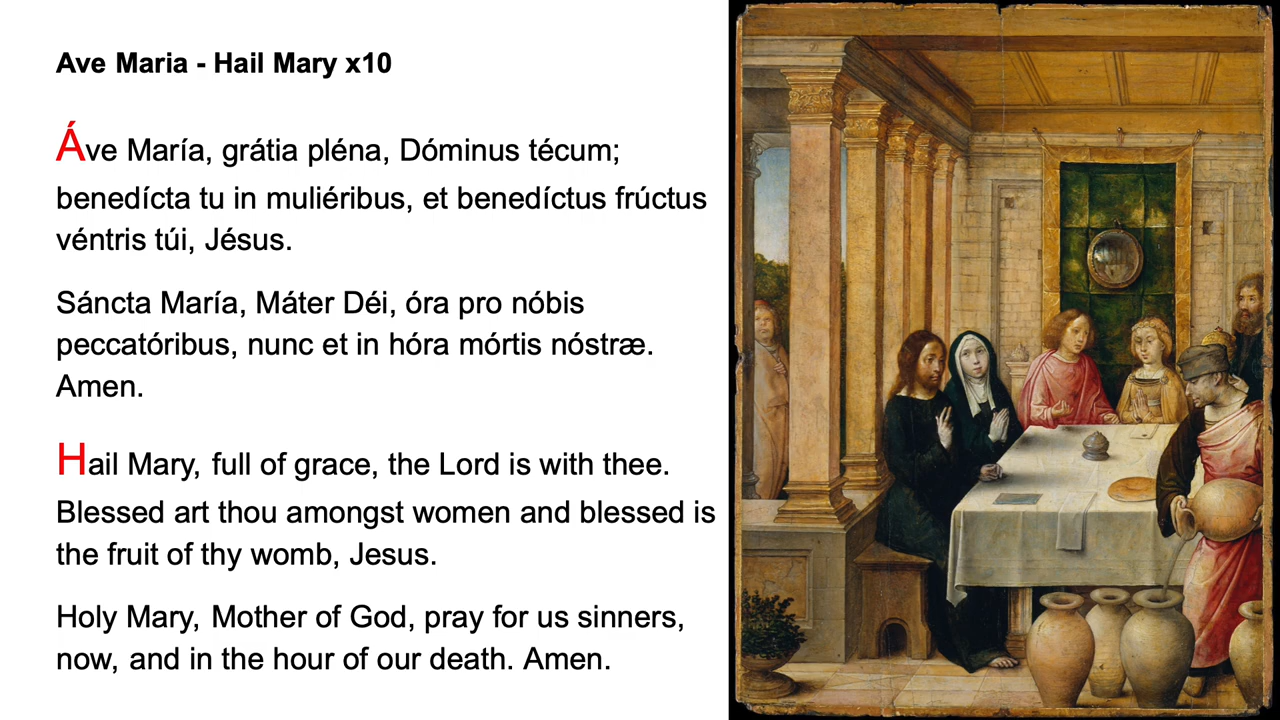 Ave Maria - Hail Mary x10
Áve María, grátia pléna, Dóminus técum;
benedícta tu in muliéribus, et benedíctus frúctus
véntris túi, Jésus.
Sáncta María, Máter Déi, óra pro nóbis
peccatóribus, nunc et in hóra mórtis nóstræ.
Amen.
Hail Mary, full of grace, the Lord is with thee.
Blessed art thou amongst women and blessed is
the fruit of thy womb, Jesus.
Holy Mary, Mother of God, pray for us sinners,
now, and in the hour of our death. Amen.